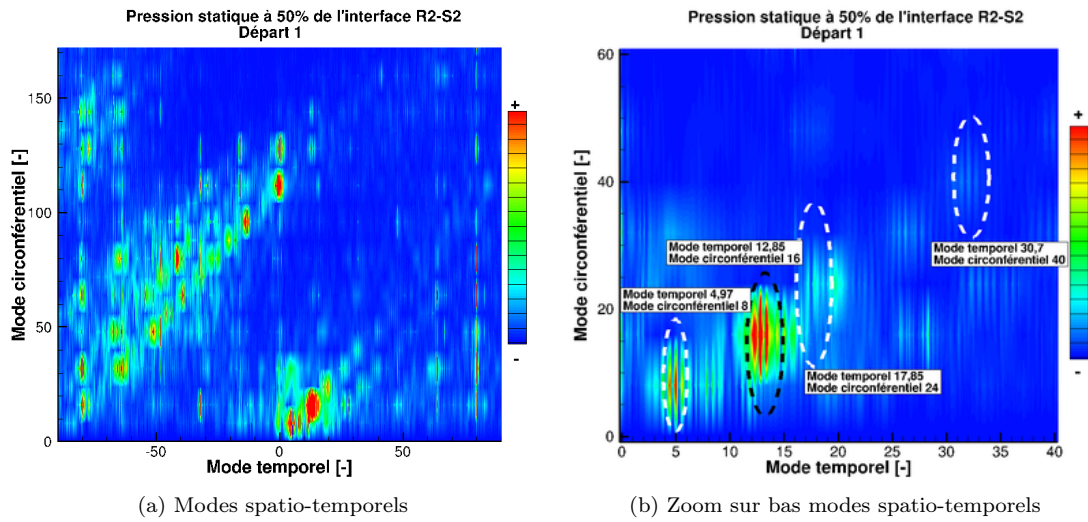 Pression statique à 50% de l'interface R2-S2
Départ 1
150
100
50
0
-50
0
50
Mode circonférentiel [-]
Mode temporel [-]
+
-
(a) Modes spatio-temporels
Pression statique à 50% de l'interface R2-S2
Départ 1
60
40
20
0
0
5
10
15
20
25
30
35
40
Mode circonférentiel [-]
Mode temporel [-]
Mode temporel 12,85
Mode circonférentiel 16
Mode temporel 30,7
Mode circonférentiel 40
Mode temporel 4,97
Mode circonférentiel 8
Mode temporel 17,85
Mode circonférentiel 24
+
-
(b) Zoom sur bas modes spatio-temporels